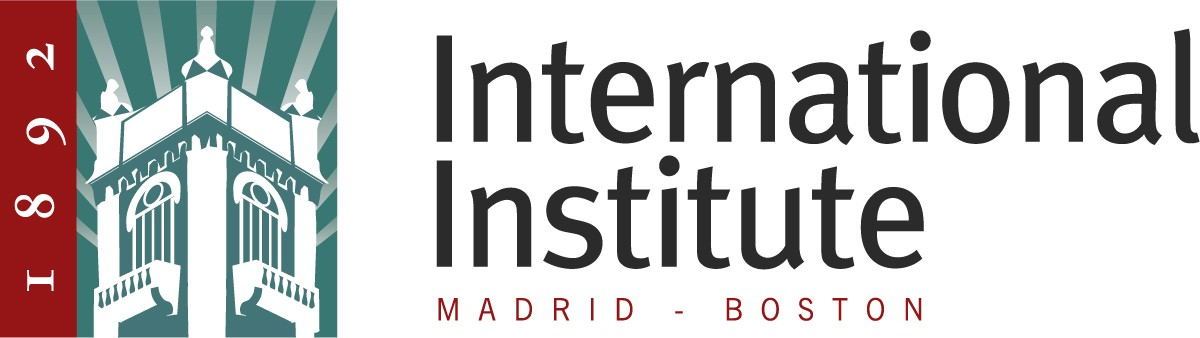 1892
International
Institute
MADRID - BOSTON